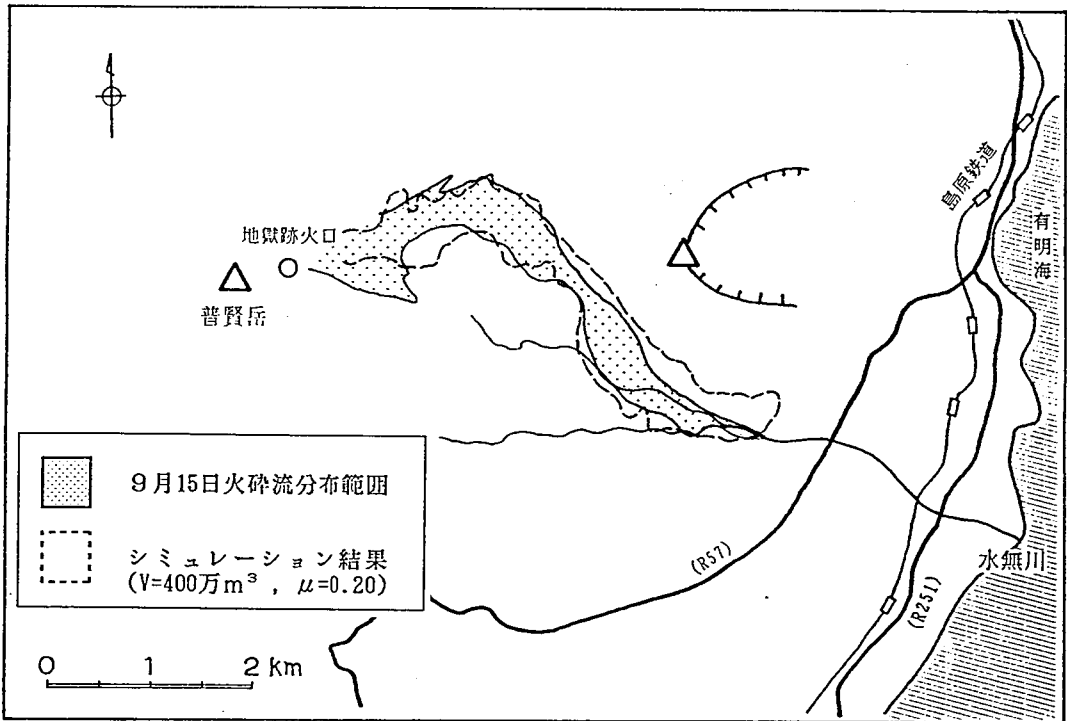 島原鉄道
有明海
地獄跡火口
普賢岳
9月15日火砕流分布範囲
シミュレーション結果
(V=400万m³ , μ=0.20)
(R57)
水無川
(R251)
0 1 2 km